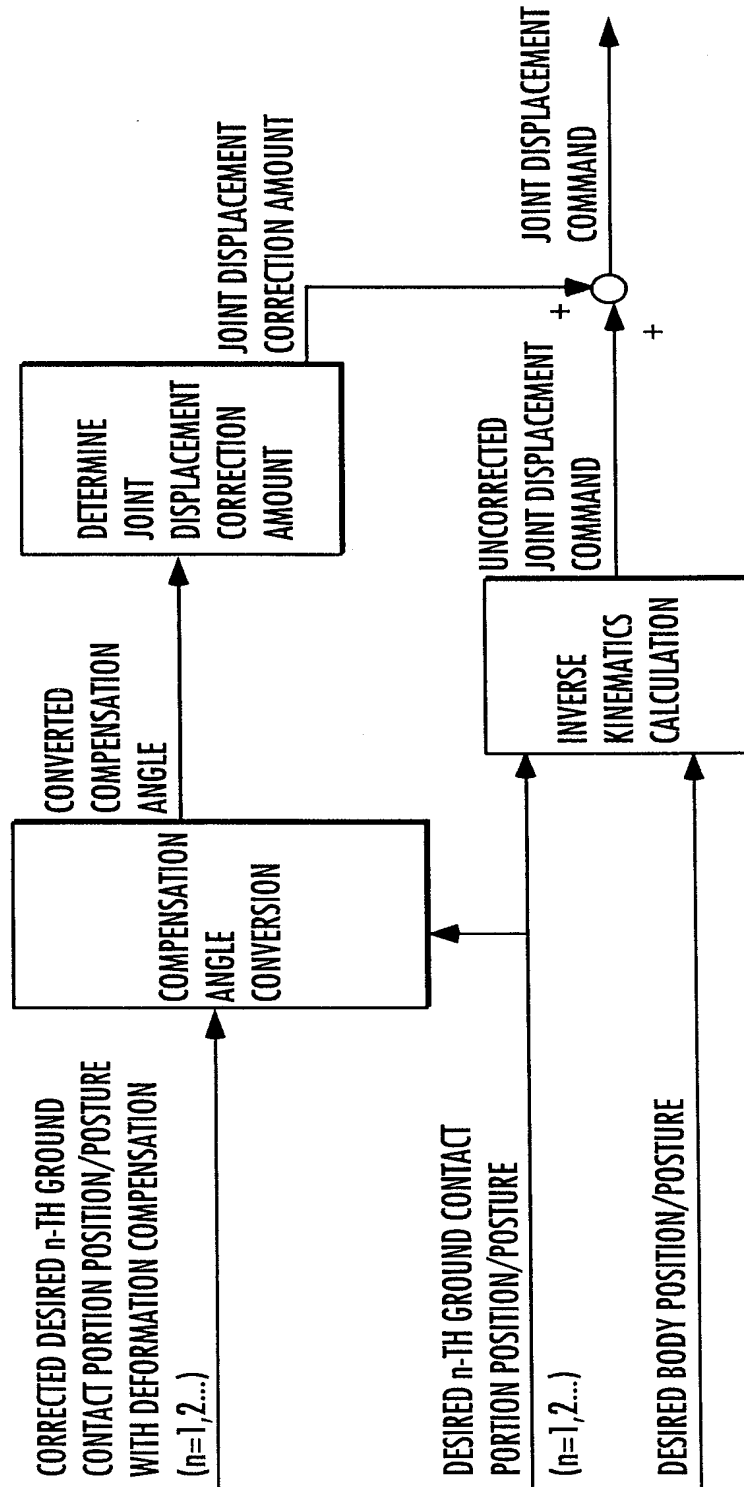 CORRECTED DESIRED n-TH GROUND
CONTACT PORTION POSITION/POSTURE
WITH DEFORMATION COMPENSATION
(n=1,2...)
COMPENSATION
ANGLE
CONVERSION
CONVERTED
COMPENSATION
ANGLE
DETERMINE
JOINT
DISPLACEMENT
CORRECTION
AMOUNT
JOINT DISPLACEMENT
CORRECTION AMOUNT
DESIRED n-TH GROUND CONTACT
PORTION POSITION/POSTURE
(n=1,2...)
DESIRED BODY POSITION/POSTURE
INVERSE
KINEMATICS
CALCULATION
UNCORRECTED
JOINT DISPLACEMENT
COMMAND
+
+
JOINT DISPLACEMENT
COMMAND